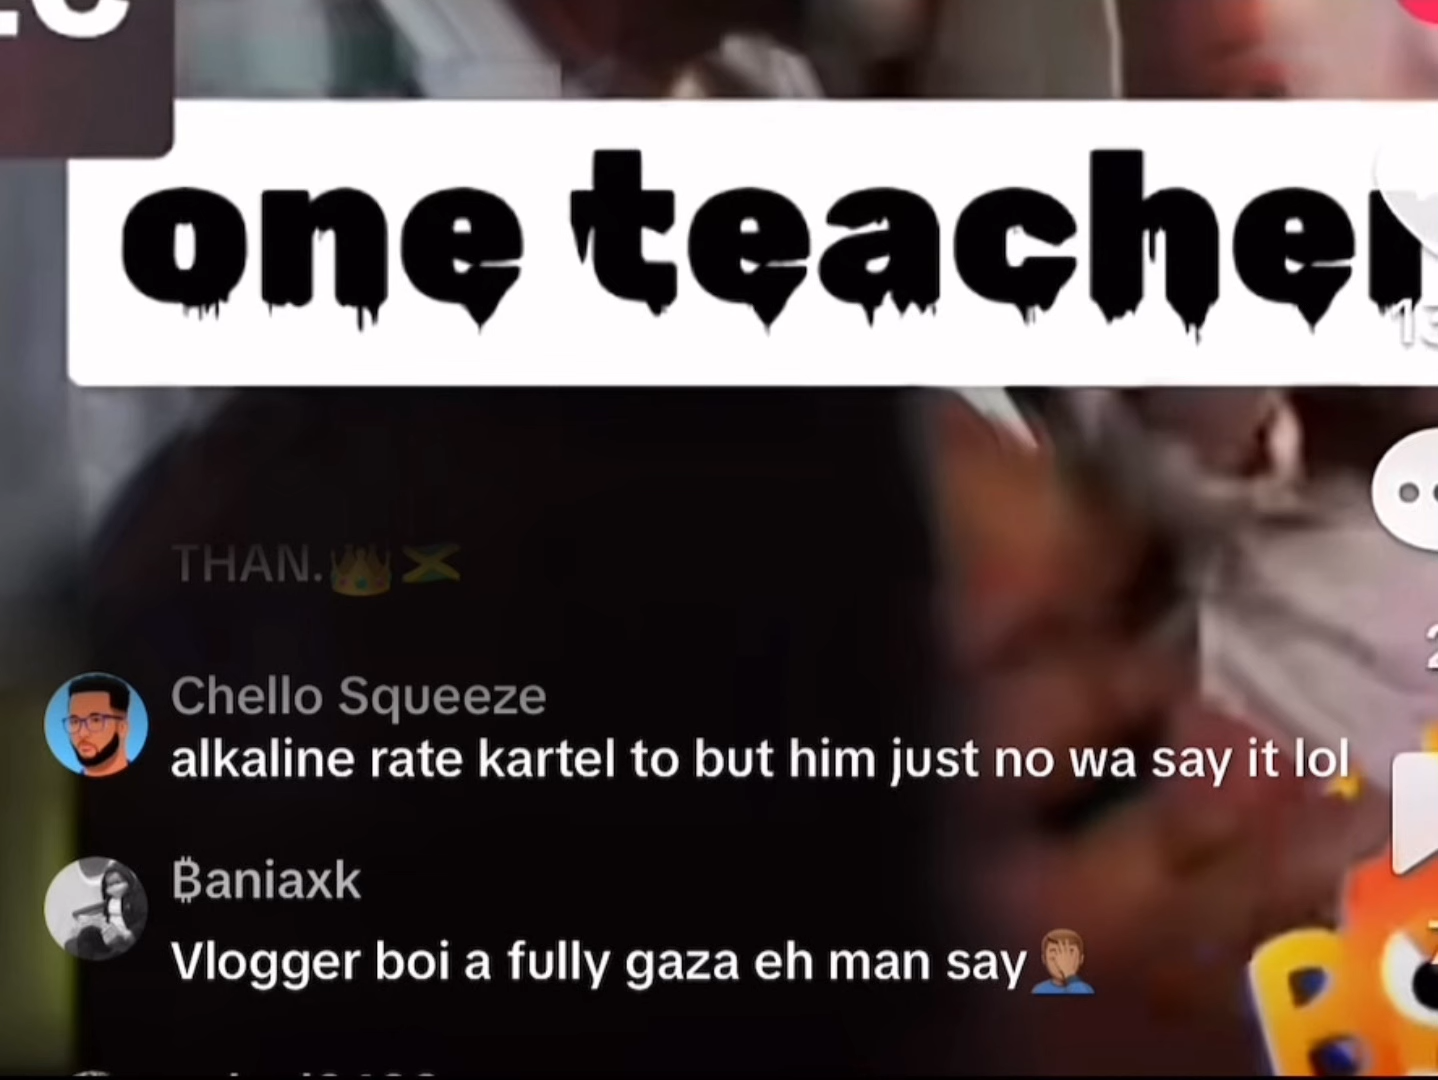 one teacher
THAN.👑🇯🇲
Chello Squeeze
alkaline rate kartel to but him just no wa say it lol
₿aniaxk
Vlogger boi a fully gaza eh man say🤦🏽‍♂️